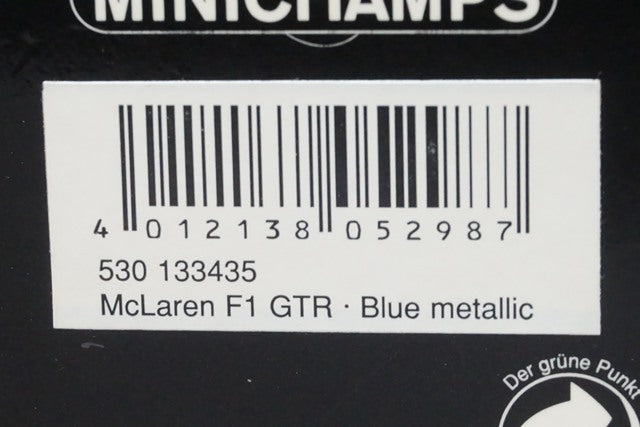 MINICHAMPS
4 012138 052987
530 133435
McLaren F1 GTR · Blue metallic
Der grüne Punkt